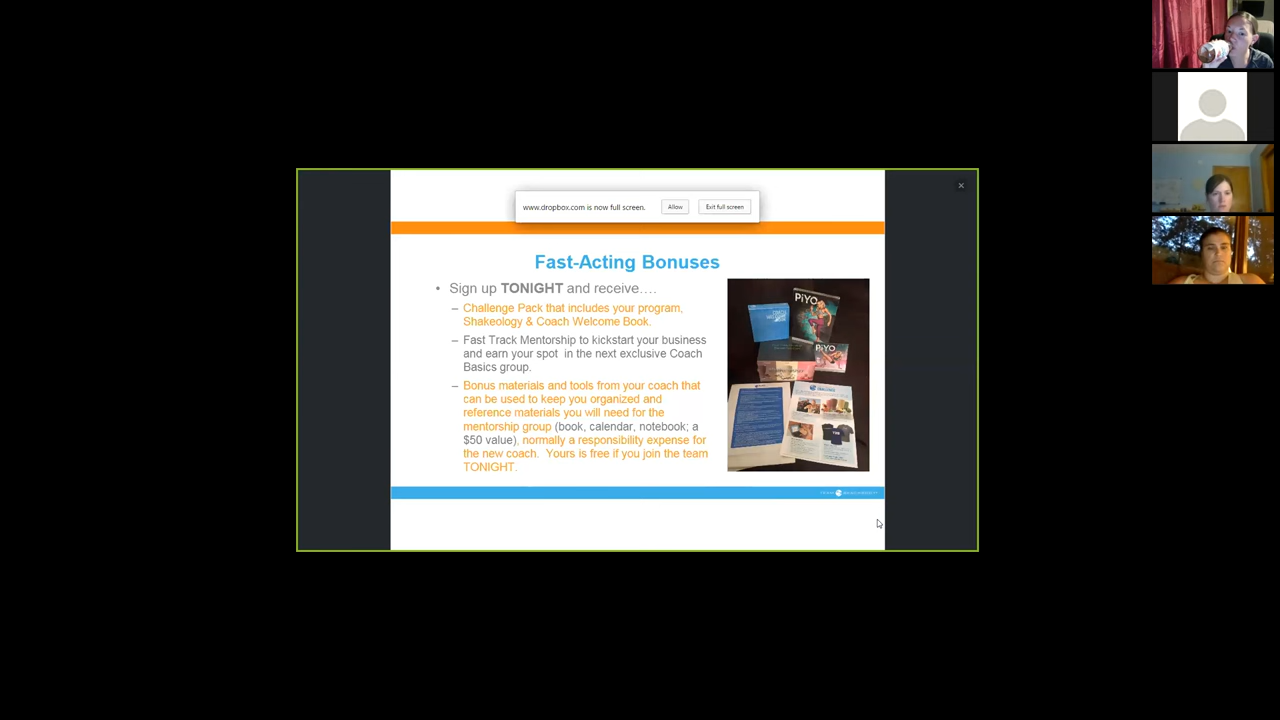 www.dropbox.com is now full screen.
Allow
Exit full screen
Fast-Acting Bonuses
• Sign up TONIGHT and receive….
– Challenge Pack that includes your program,
Shakeology & Coach Welcome Book.
– Fast Track Mentorship to kickstart your business
and earn your spot in the next exclusive Coach
Basics group.
– Bonus materials and tools from your coach that
can be used to keep you organized and
reference materials you will need for the
mentorship group (book, calendar, notebook; a
$50 value), normally a responsibility expense for
the new coach. Yours is free if you join the team
TONIGHT.
PiYO
PiYO